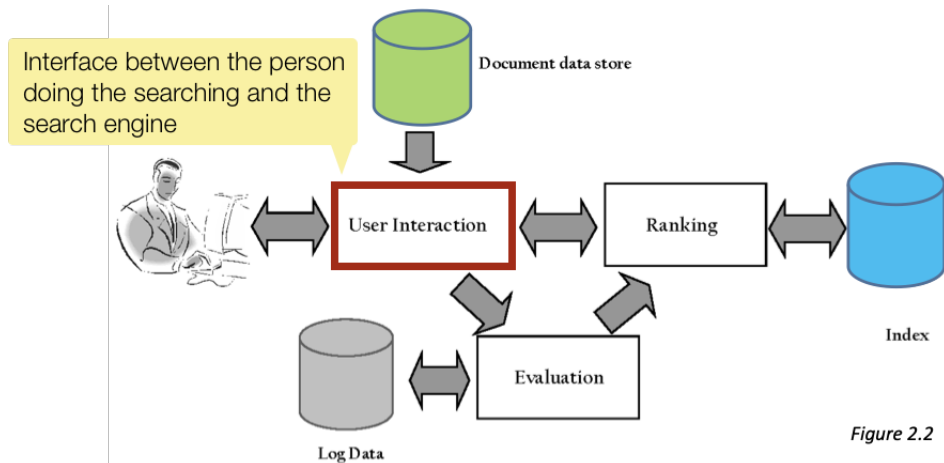 Interface between the person
doing the searching and the
search engine
Document data store
User Interaction
Ranking
Index
Evaluation
Log Data
Figure 2.2